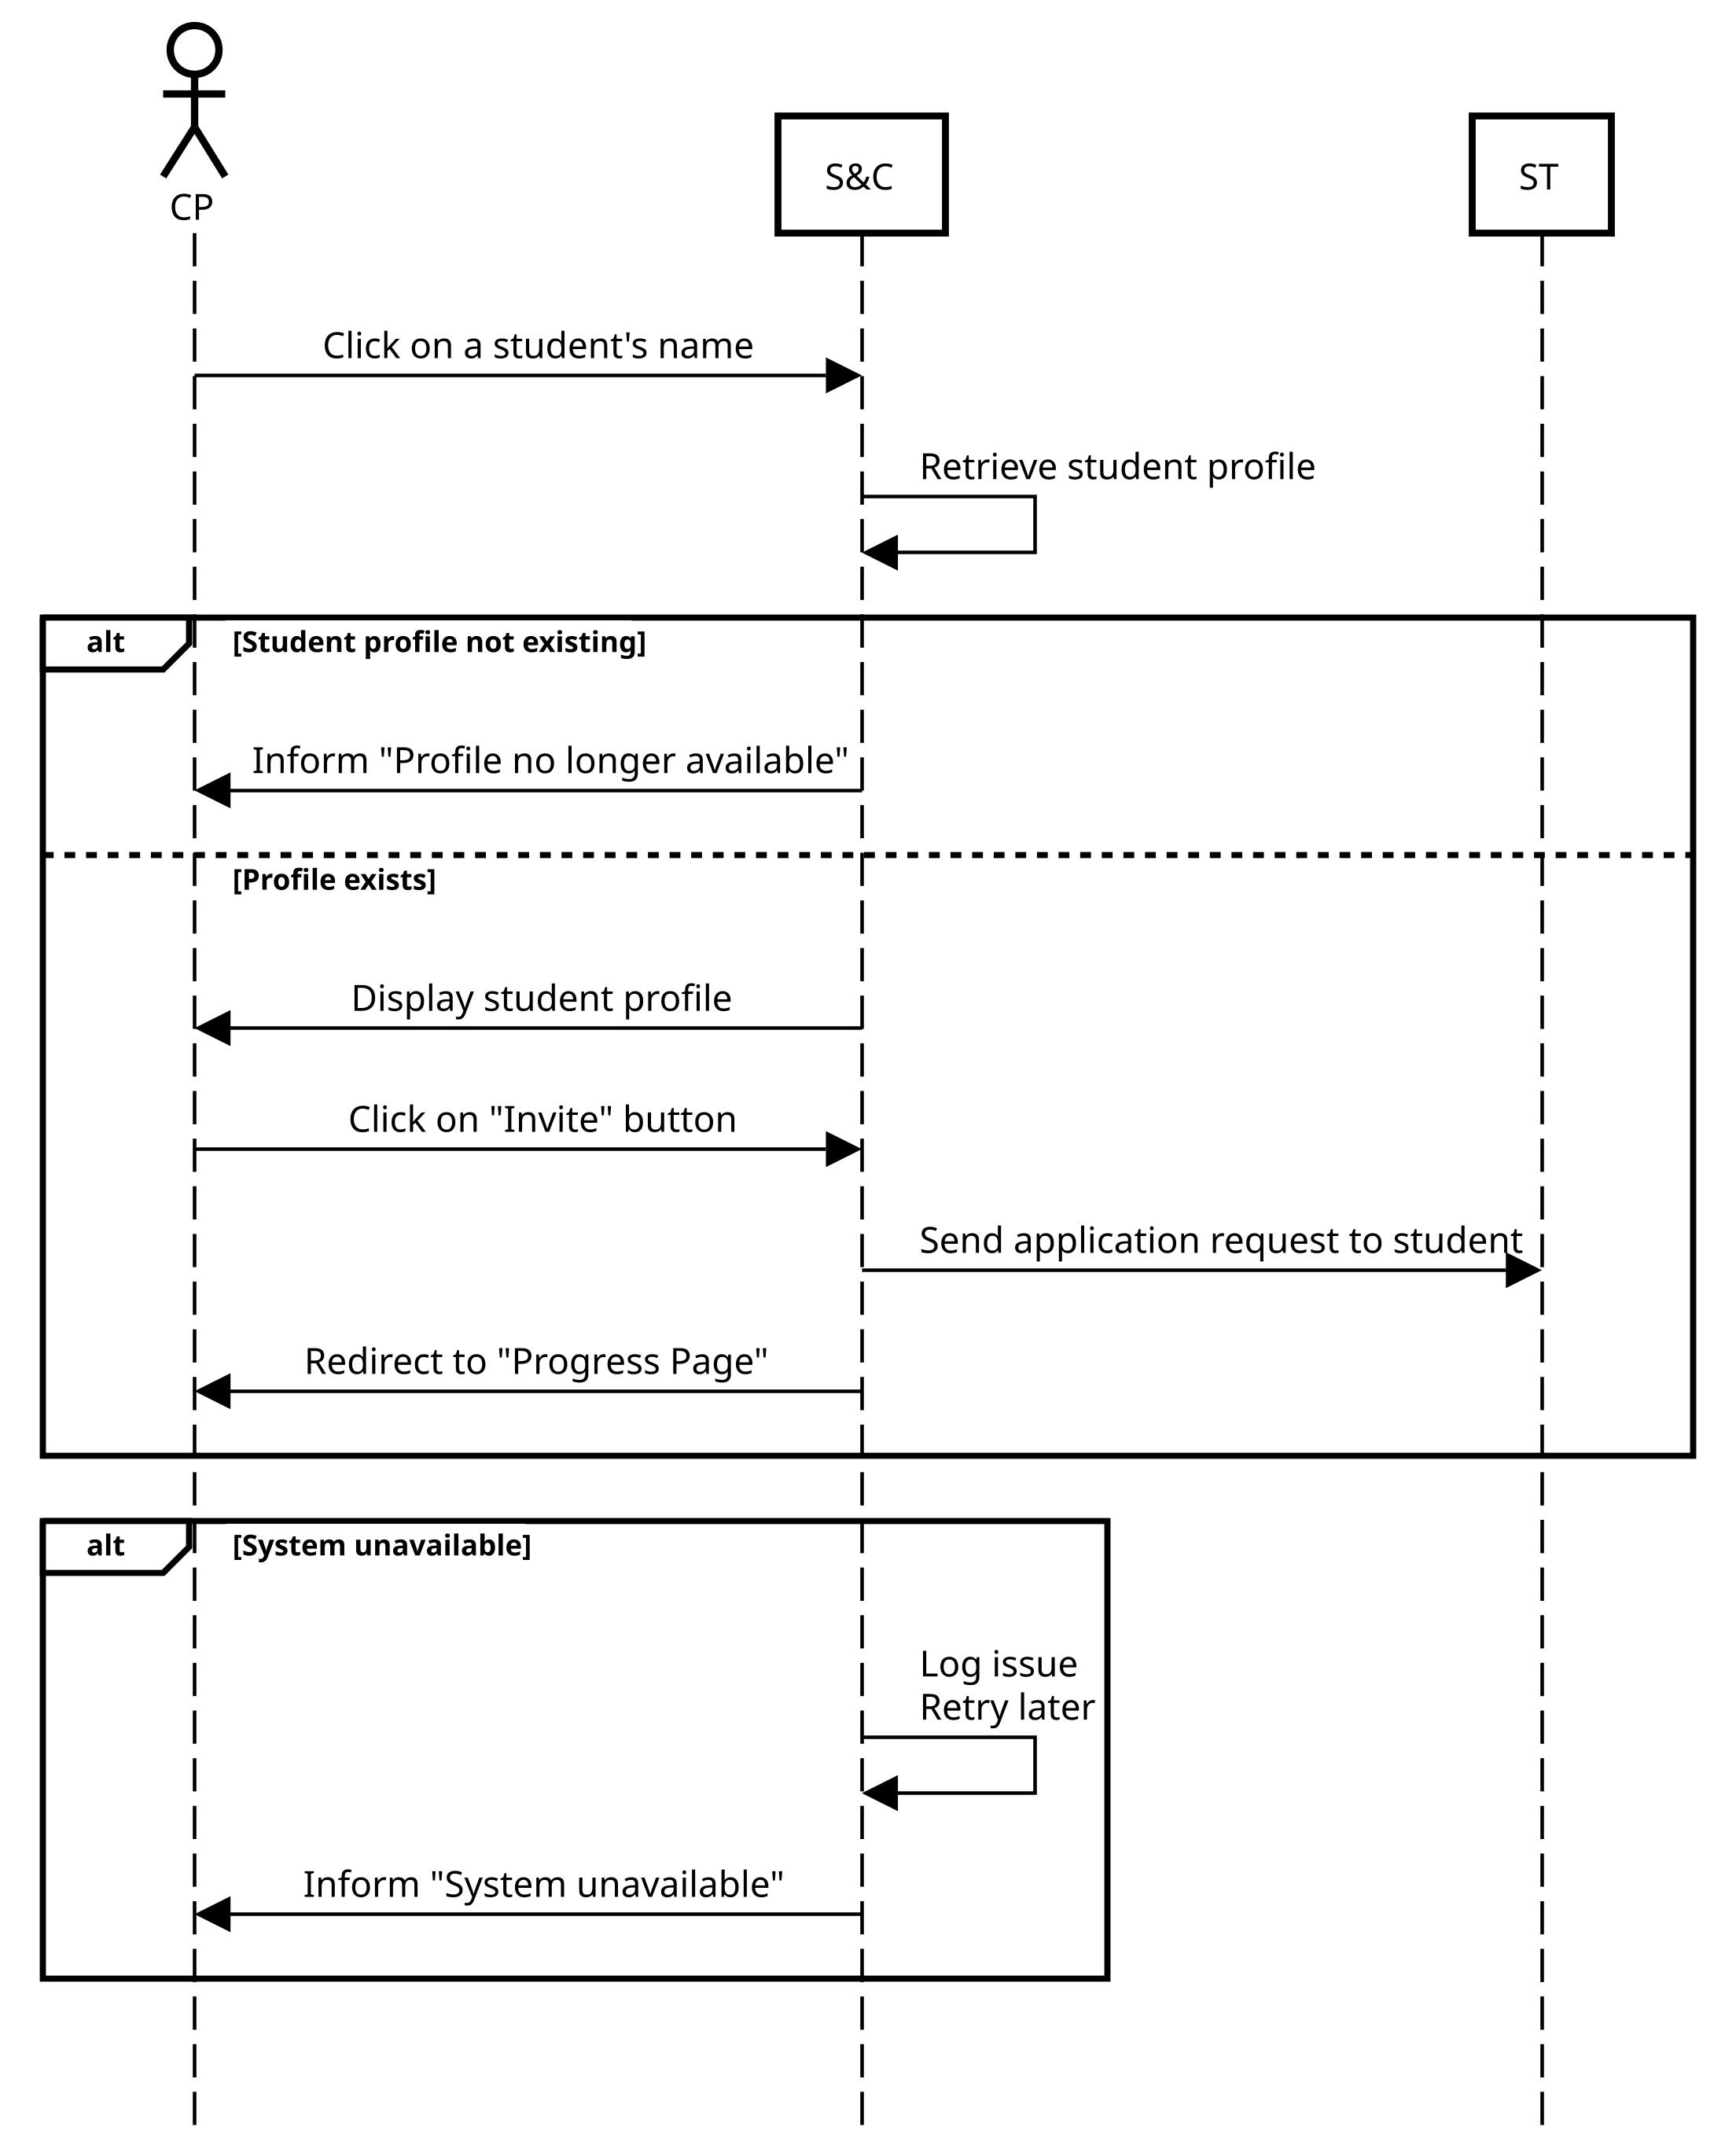 CP
S&C
ST
Click on a student's name
Retrieve student profile
alt
[Student profile not existing]
Inform "Profile no longer available"
[Profile exists]
Display student profile
Click on "Invite" button
Send application request to student
Redirect to "Progress Page"
alt
[System unavailable]
Log issue
Retry later
Inform "System unavailable"